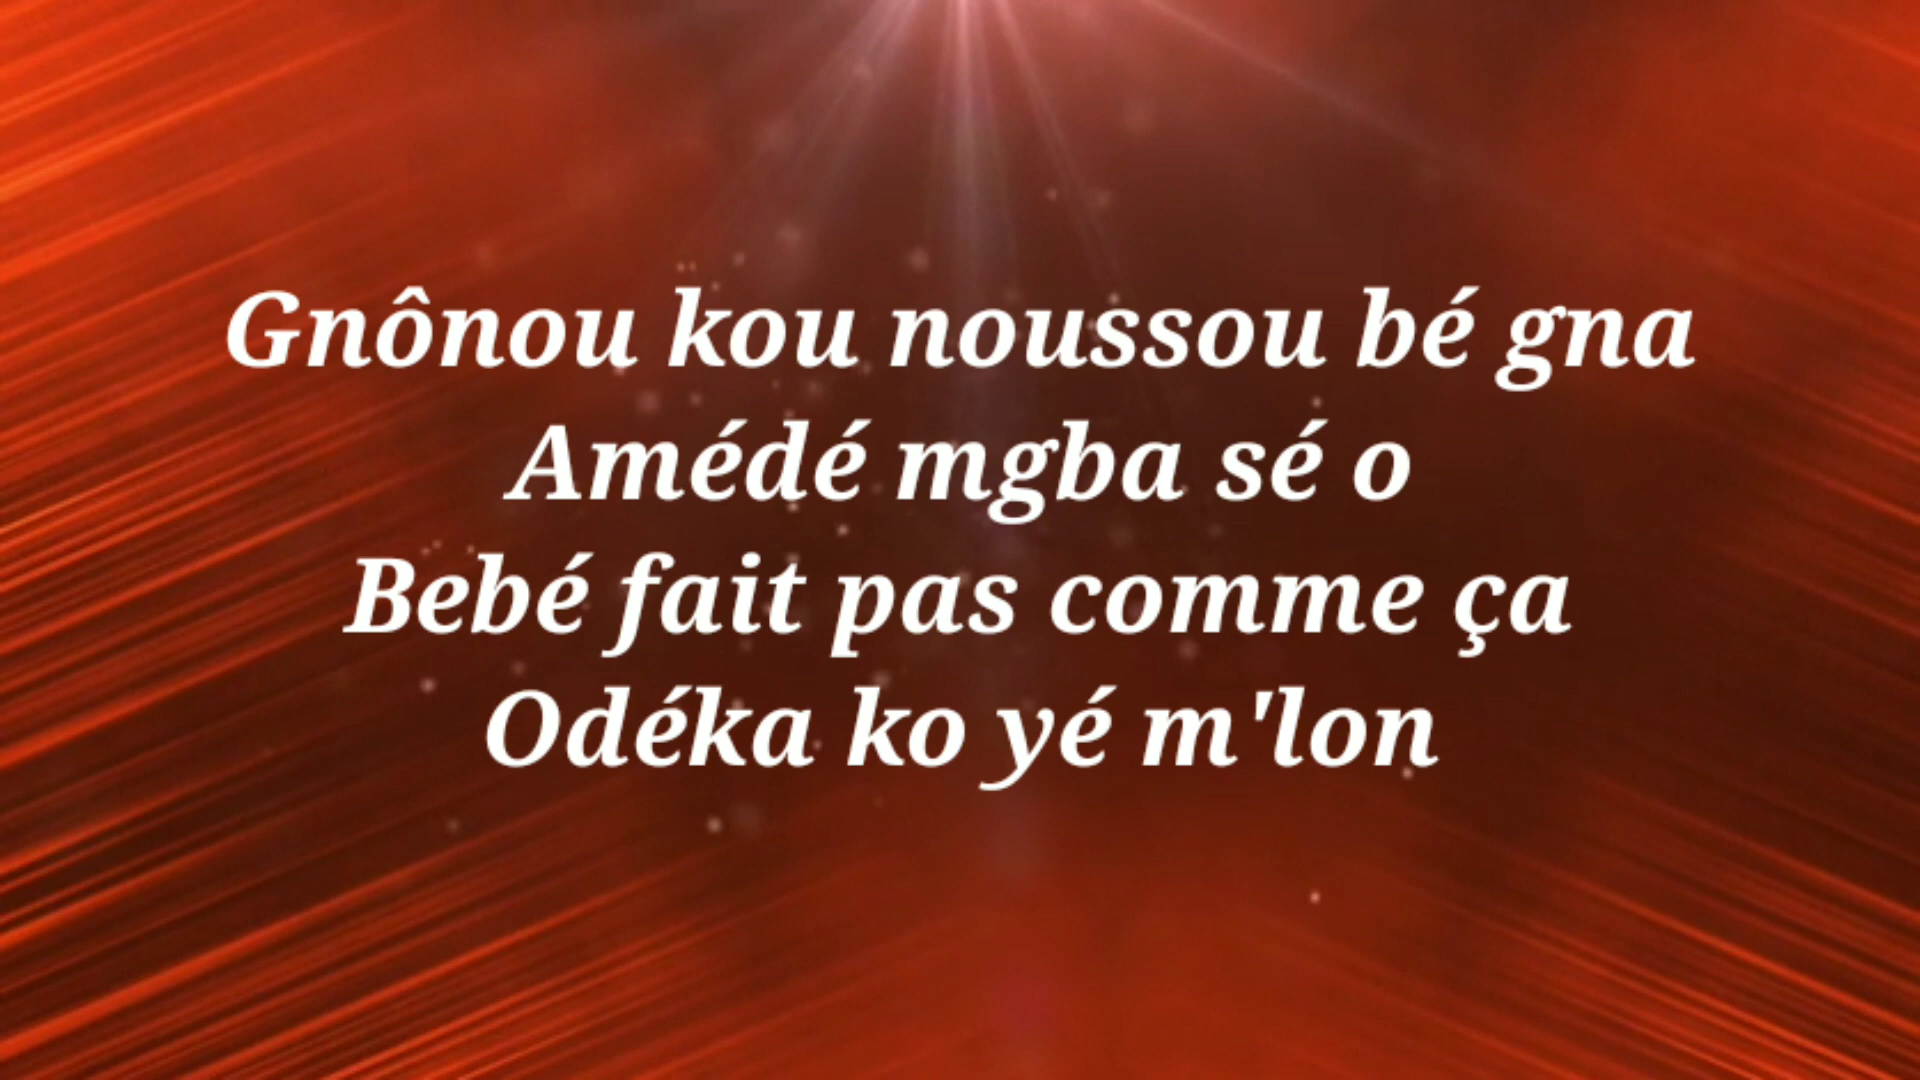 Gnônou kou noussou bé gna
Amédé mgba sé o
Bebé fait pas comme ça
Odéka ko yé m'lon